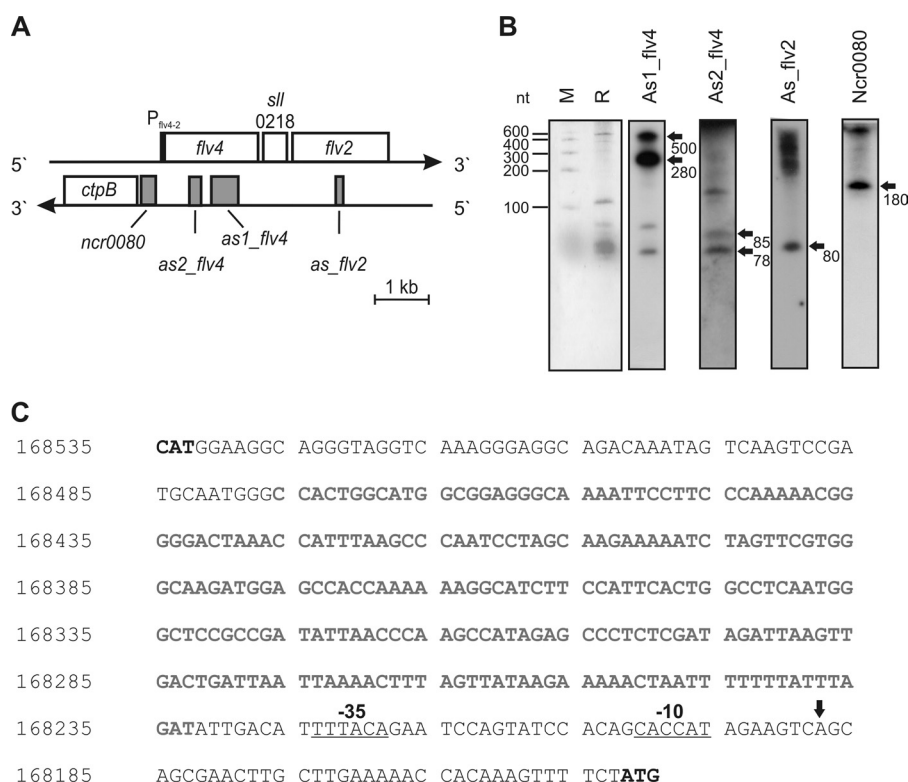 A
P flv4-2
sll
0218
flv4
flv2
5`
3`
ctpB
3`
5`
ncr0080
as1_flv4
as2_flv4
as_flv2
1 kb
B
nt
M
R
As1_flv4
As2_flv4
As_flv2
Ncr0080
600
400
300
200
100
500
280
85
78
80
180
C
168535 CATGGAAGGC AGGGTAGGTC AAAGGGAGGC AGACAAATAG TCAAGTCCGA
168485 TGCAATGGGC CACTGGCATG GCGGAGGGCA AAATTCCTTC CCAAAAACGG
168435 GGGACTAAAC CATTTAAGCC CAATCCTAGC AAGAAAAATC TAGTTCGTGG
168385 GCAAGATGGA GCCACCAAAA AAGGCATCTT CCATTCACTG GCCTCAATGG
168335 GCTCCGCCGA TATTAACCCA AGCCATAGAG CCCTCTCGAT AGATTAAGTT
168285 GACTGATTAA TTAAAACTTT AGTTATAAGA AAAACTAATT TTTTTATTTA
-35 -10
168235 GATATTGACA TTTTACAGAA TCCAGTATCC ACAGCACCAT AGAAGTCAGC
168185 AGCGAACTTG CTTGAAAAAC CACAAAGTTT TCTATG